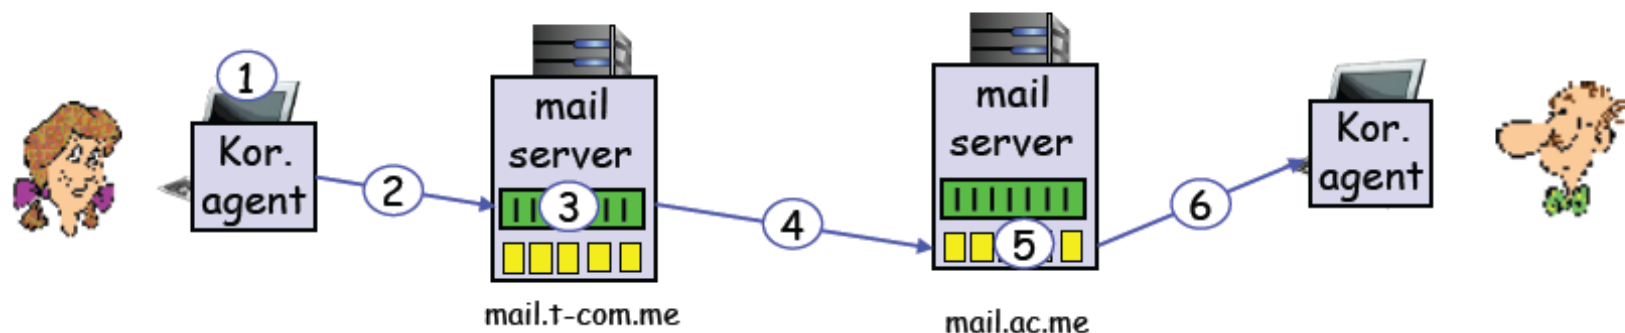 1
Kor.
agent
2
mail
server
3
mail.t-com.me
4
mail
server
5
mail.ac.me
6
Kor.
agent